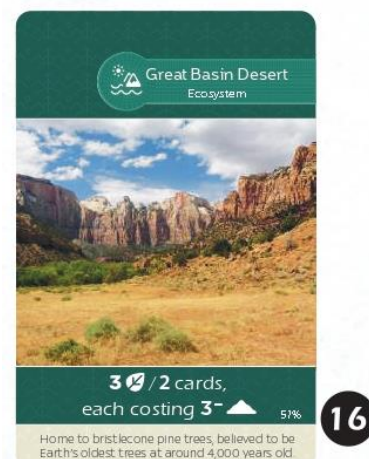 Great Basin Desert
Ecosystem
3 / 2 cards,
each costing 3-
51%
16
Home to bristlecone pine trees, believed to be
Earth's oldest trees at around 4,000 years old.